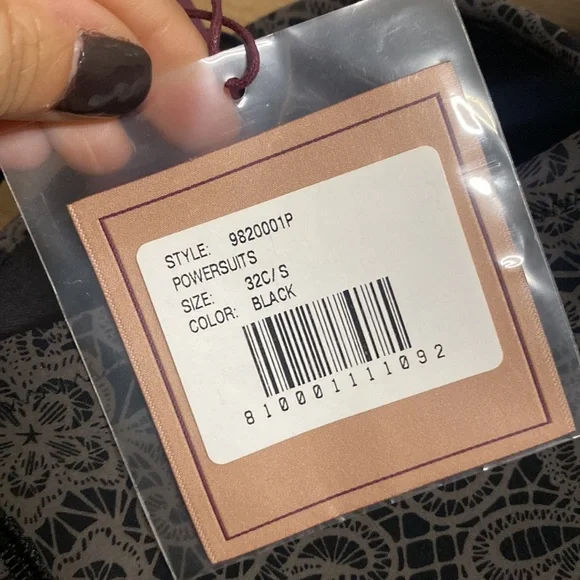 STYLE: 9820001P
POWERSUITS
SIZE: 32C/S
COLOR: BLACK
810001111092